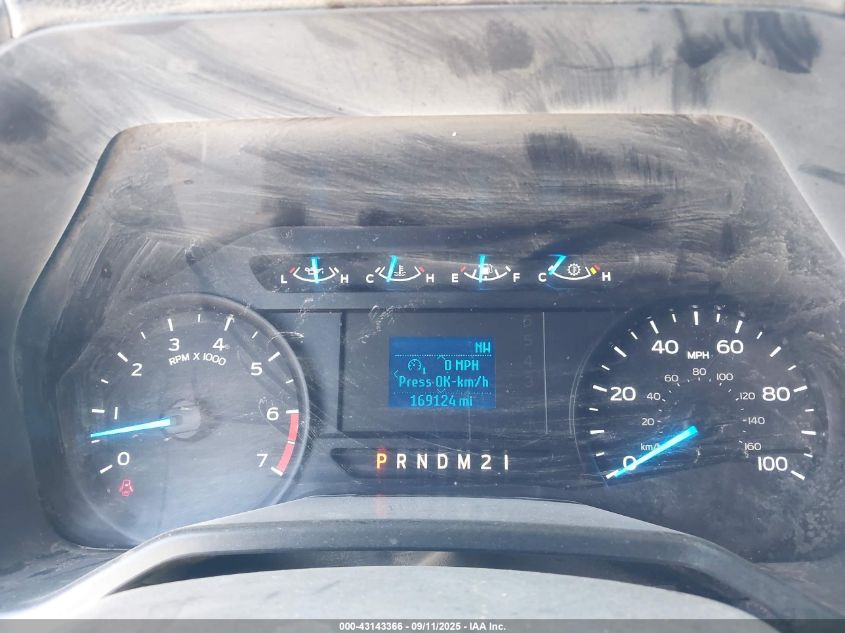 L H C H E F C H
1 2 3 4 5 6 7 0
RPM X 1000
NW
0 MPH
Press OK-km/h
169124 mi
P R N D M 2 1
0 20 40 60 80 100
MPH
km/h 20 40 60 80 100 120 140 160
000-43143366 - 09/11/2025 - IAA Inc.